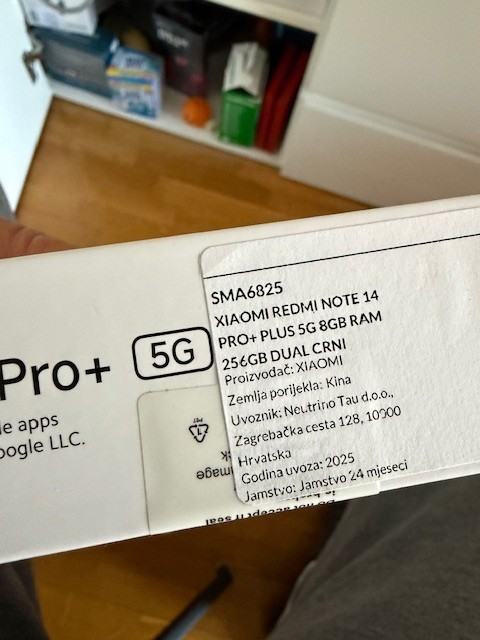 Pro+ 5G
le apps
oogle LLC.
SMA6825
XIAOMI REDMI NOTE 14
PRO+ PLUS 5G 8GB RAM
256GB DUAL CRNI
Proizvođač: XIAOMI
Zemlja porijekla: Kina
Uvoznik: Neutrino Tau d.o.o.,
Zagrebačka cesta 128, 10000
Hrvatska
Godina uvoza: 2025
Jamstvo: Jamstvo 24 mjeseci